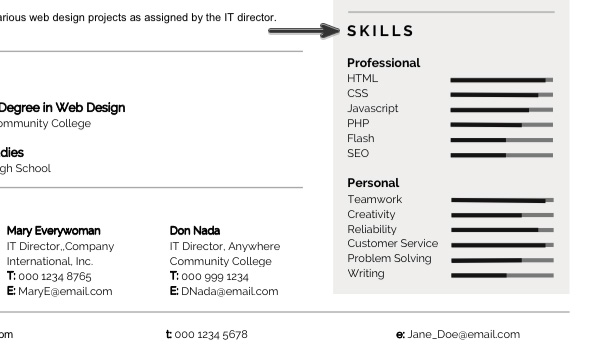 arious web design projects as assigned by the IT director.
Degree in Web Design
ommunity College
dies
gh School
Mary Everywoman
IT Director,,Company
International, Inc.
T: 000 1234 8765
E: MaryE@email.com
Don Nada
IT Director, Anywhere
Community College
T: 000 999 1234
E: DNada@email.com
SKILLS
Professional
HTML
CSS
Javascript
PHP
Flash
SEO
Personal
Teamwork
Creativity
Reliability
Customer Service
Problem Solving
Writing
om
t: 000 1234 5678
e: Jane_Doe@email.com